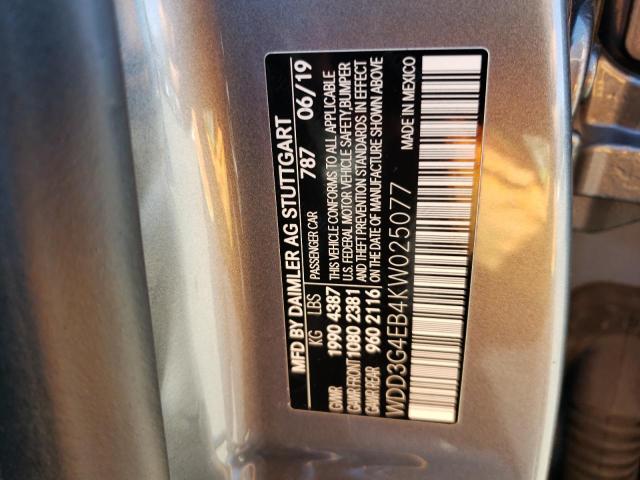 MFD BY DAIMLER AG STUTTGART
PASSENGER CAR 787 06/19
KG LBS
GVWR 1990 4387
GAWR FRONT 1080 2381
GAWR REAR 960 2116
THIS VEHICLE CONFORMS TO ALL APPLICABLE
U.S. FEDERAL MOTOR VEHICLE SAFETY, BUMPER
AND THEFT PREVENTION STANDARDS IN EFFECT
ON THE DATE OF MANUFACTURE SHOWN ABOVE
WDD3G4EB4KW025077 MADE IN MEXICO